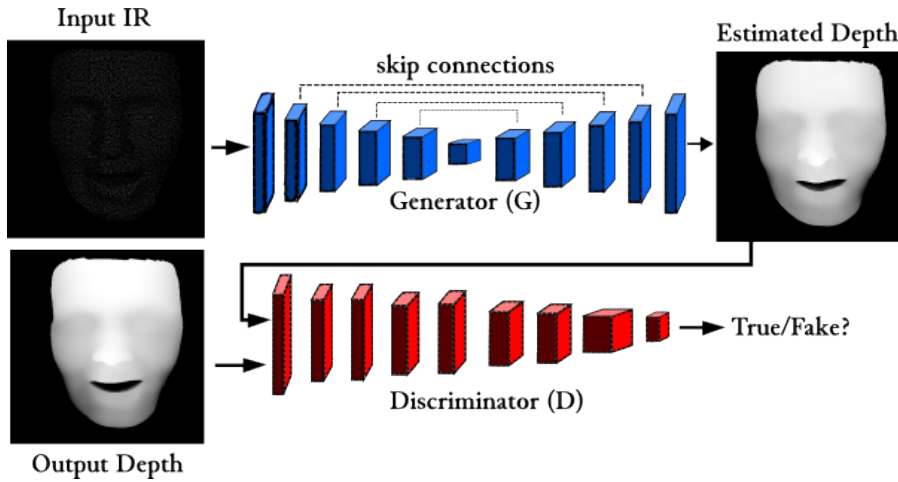 Input IR
Estimated Depth
skip connections
Generator (G)
True/Fake?
Discriminator (D)
Output Depth